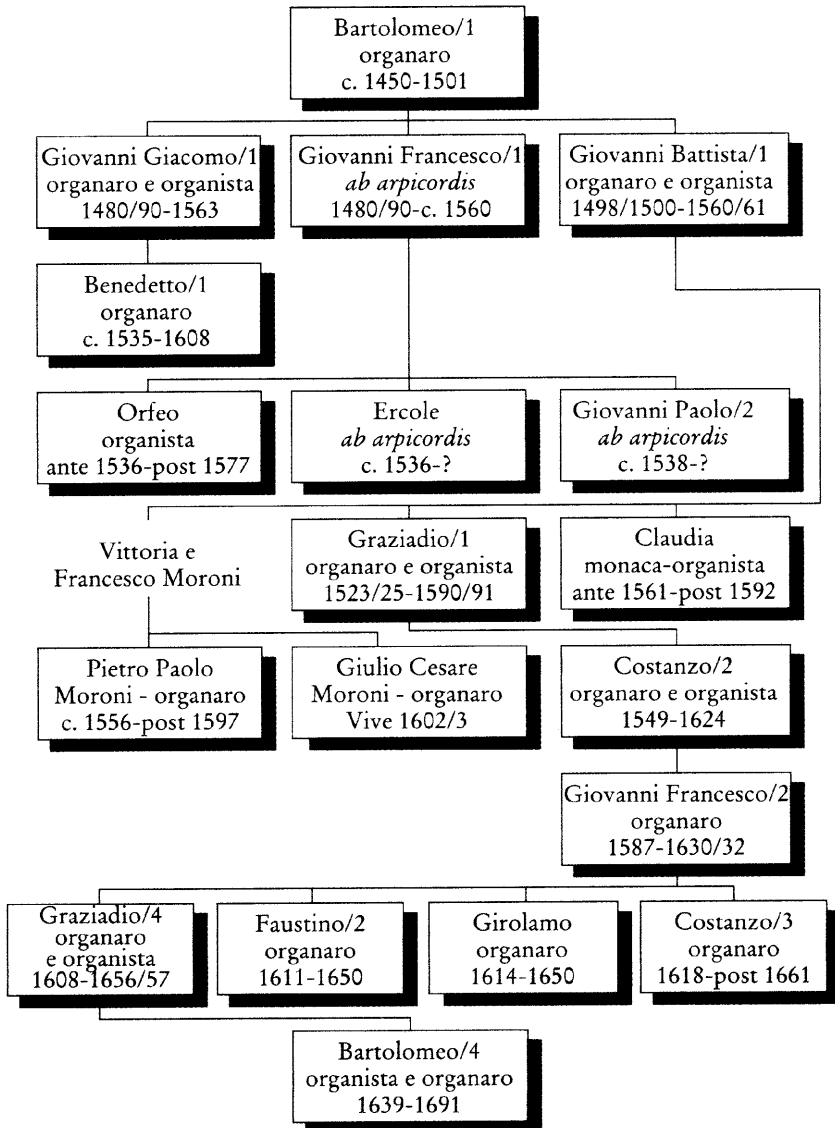 Bartolomeo/1
organaro
c. 1450-1501
Giovanni Giacomo/1
organaro e organista
1480/90-1563
Giovanni Francesco/1
ab arpicordis
1480/90-c. 1560
Giovanni Battista/1
organaro e organista
1498/1500-1560/61
Benedetto/1
organaro
c. 1535-1608
Orfeo
organista
ante 1536-post 1577
Ercole
ab arpicordis
c. 1536-?
Giovanni Paolo/2
ab arpicordis
c. 1538-?
Vittoria e
Francesco Moroni
Graziadio/1
organaro e organista
1523/25-1590/91
Claudia
monaca-organista
ante 1561-post 1592
Pietro Paolo
Moroni - organaro
c. 1556-post 1597
Giulio Cesare
Moroni - organaro
Vive 1602/3
Costanzo/2
organaro e organista
1549-1624
Giovanni Francesco/2
organaro
1587-1630/32
Graziadio/4
organaro
e organista
1608-1656/57
Faustino/2
organaro
1611-1650
Girolamo
organaro
1614-1650
Costanzo/3
organaro
1618-post 1661
Bartolomeo/4
organista e organaro
1639-1691